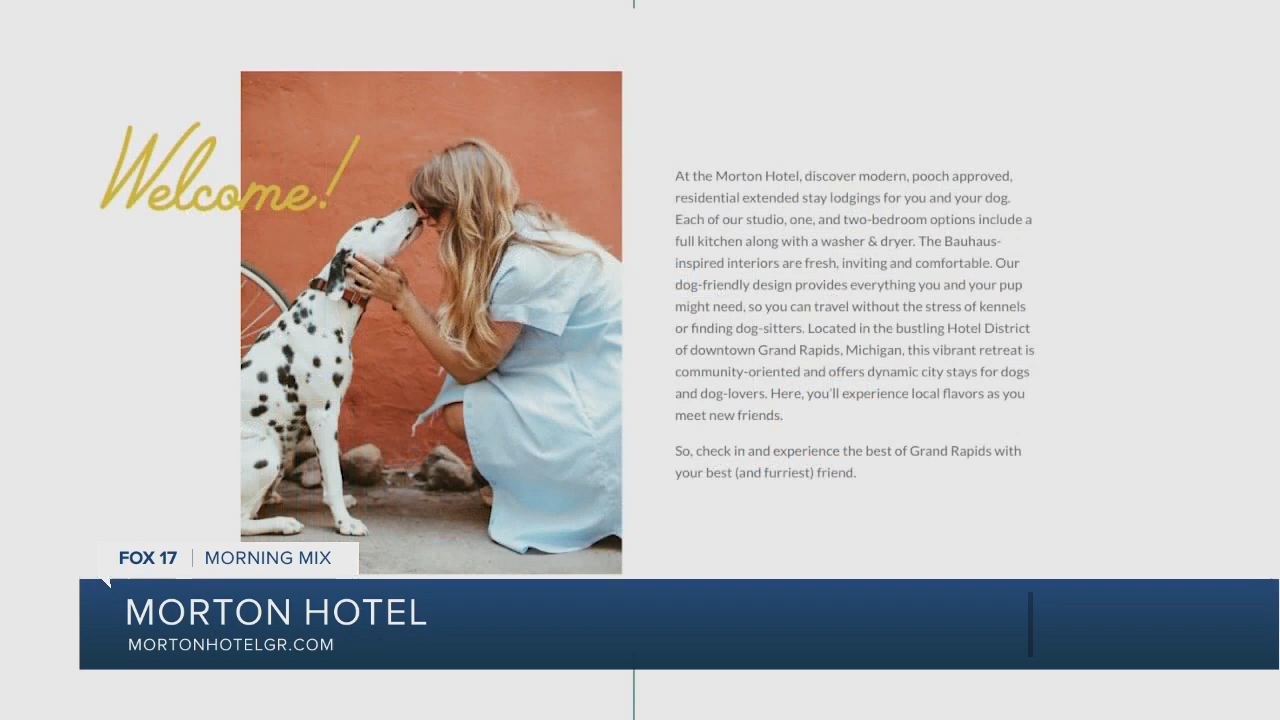 Welcome!
At the Morton Hotel, discover modern, pooch approved,
residential extended stay lodgings for you and your dog.
Each of our studio, one, and two-bedroom options include a
full kitchen along with a washer & dryer. The Bauhaus-
inspired interiors are fresh, inviting and comfortable. Our
dog-friendly design provides everything you and your pup
might need, so you can travel without the stress of kennels
or finding dog-sitters. Located in the bustling Hotel District
of downtown Grand Rapids, Michigan, this vibrant retreat is
community-oriented and offers dynamic city stays for dogs
and dog-lovers. Here, you'll experience local flavors as you
meet new friends.
So, check in and experience the best of Grand Rapids with
your best (and furriest) friend.
FOX 17 | MORNING MIX
MORTON HOTEL
MORTONHOTELGR.COM